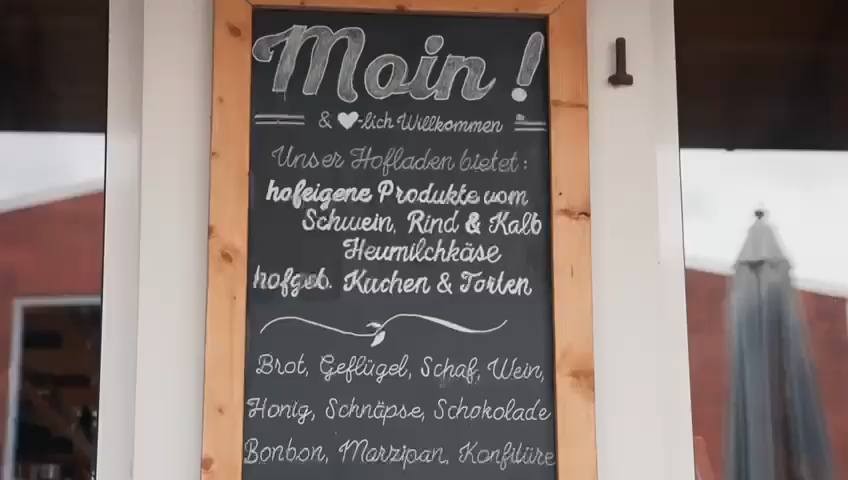 Moin!
& ♥-lich Willkommen
Unser Hofladen bietet:
hofeigene Produkte vom
Schwein, Rind & Kalb
Heumilchkäse
hofgeb. Kuchen & Torten
Brot, Geflügel, Schaf, Wein,
Honig, Schnäpse, Schokolade
Bonbon, Marzipan, Konfitüre